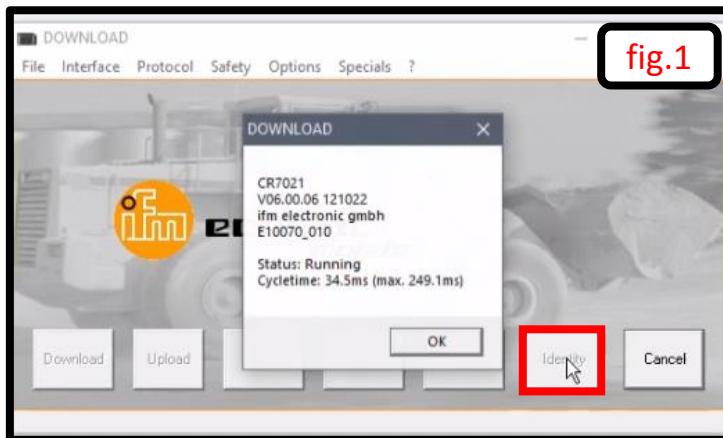 DOWNLOAD
fig.1
File Interface Protocol Safety Options Specials ?
DOWNLOAD
CR7021
V06.00.06 121022
ifm electronic gmbh
E10070_010
Status: Running
Cycletime: 34.5ms (max. 249.1ms)
OK
ifm
Download Upload Identity Cancel